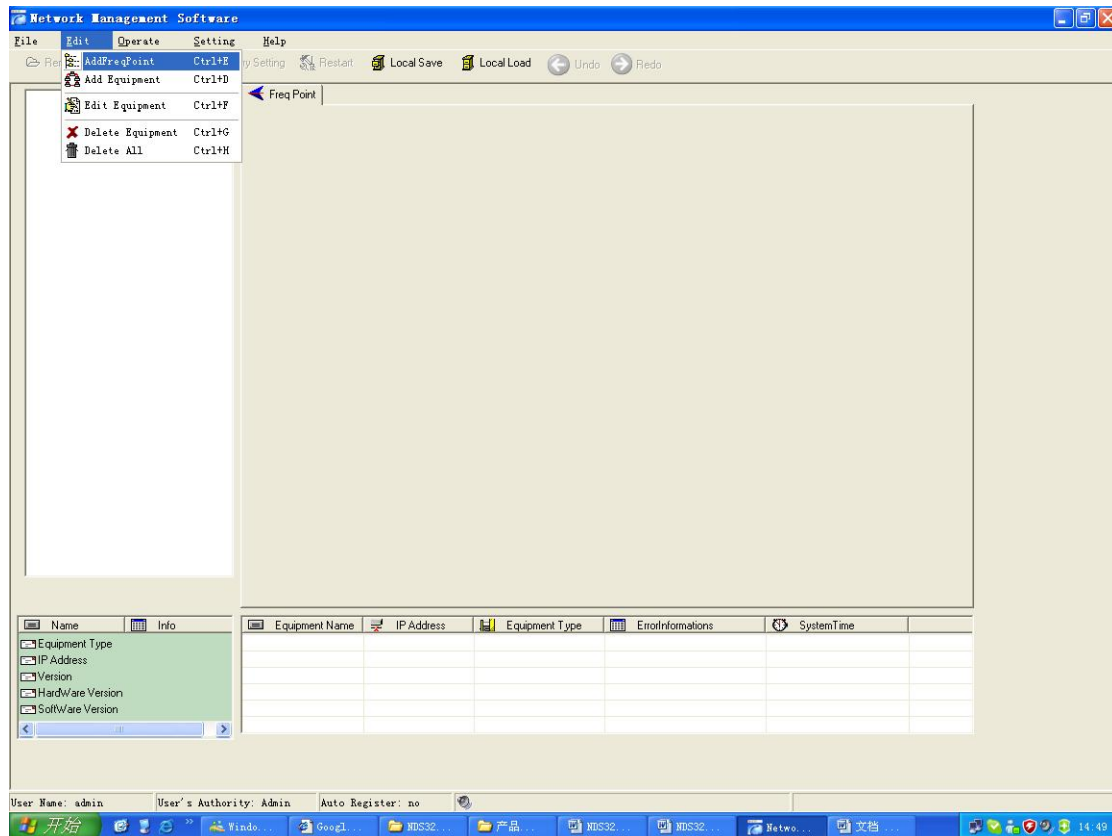 Network Management Software
File Edit Operate Setting Help
Setting Restart Local Save Local Load Undo Redo
AddFreqPoint Ctrl+E
Add Equipment Ctrl+D
Edit Equipment Ctrl+F
Delete Equipment Ctrl+G
Delete All Ctrl+H
Freq Point
Name Info
Equipment Type
IP Address
Version
HardWare Version
SoftWare Version
Equipment Name IP Address Equipment Type ErrorInformations SystemTime
User Name: admin User's Authority: Admin Auto Register: no
开始 Windo... Googl... NDS32... 产品... NDS32... NDS32... Netwo... 文档 ... 14:49